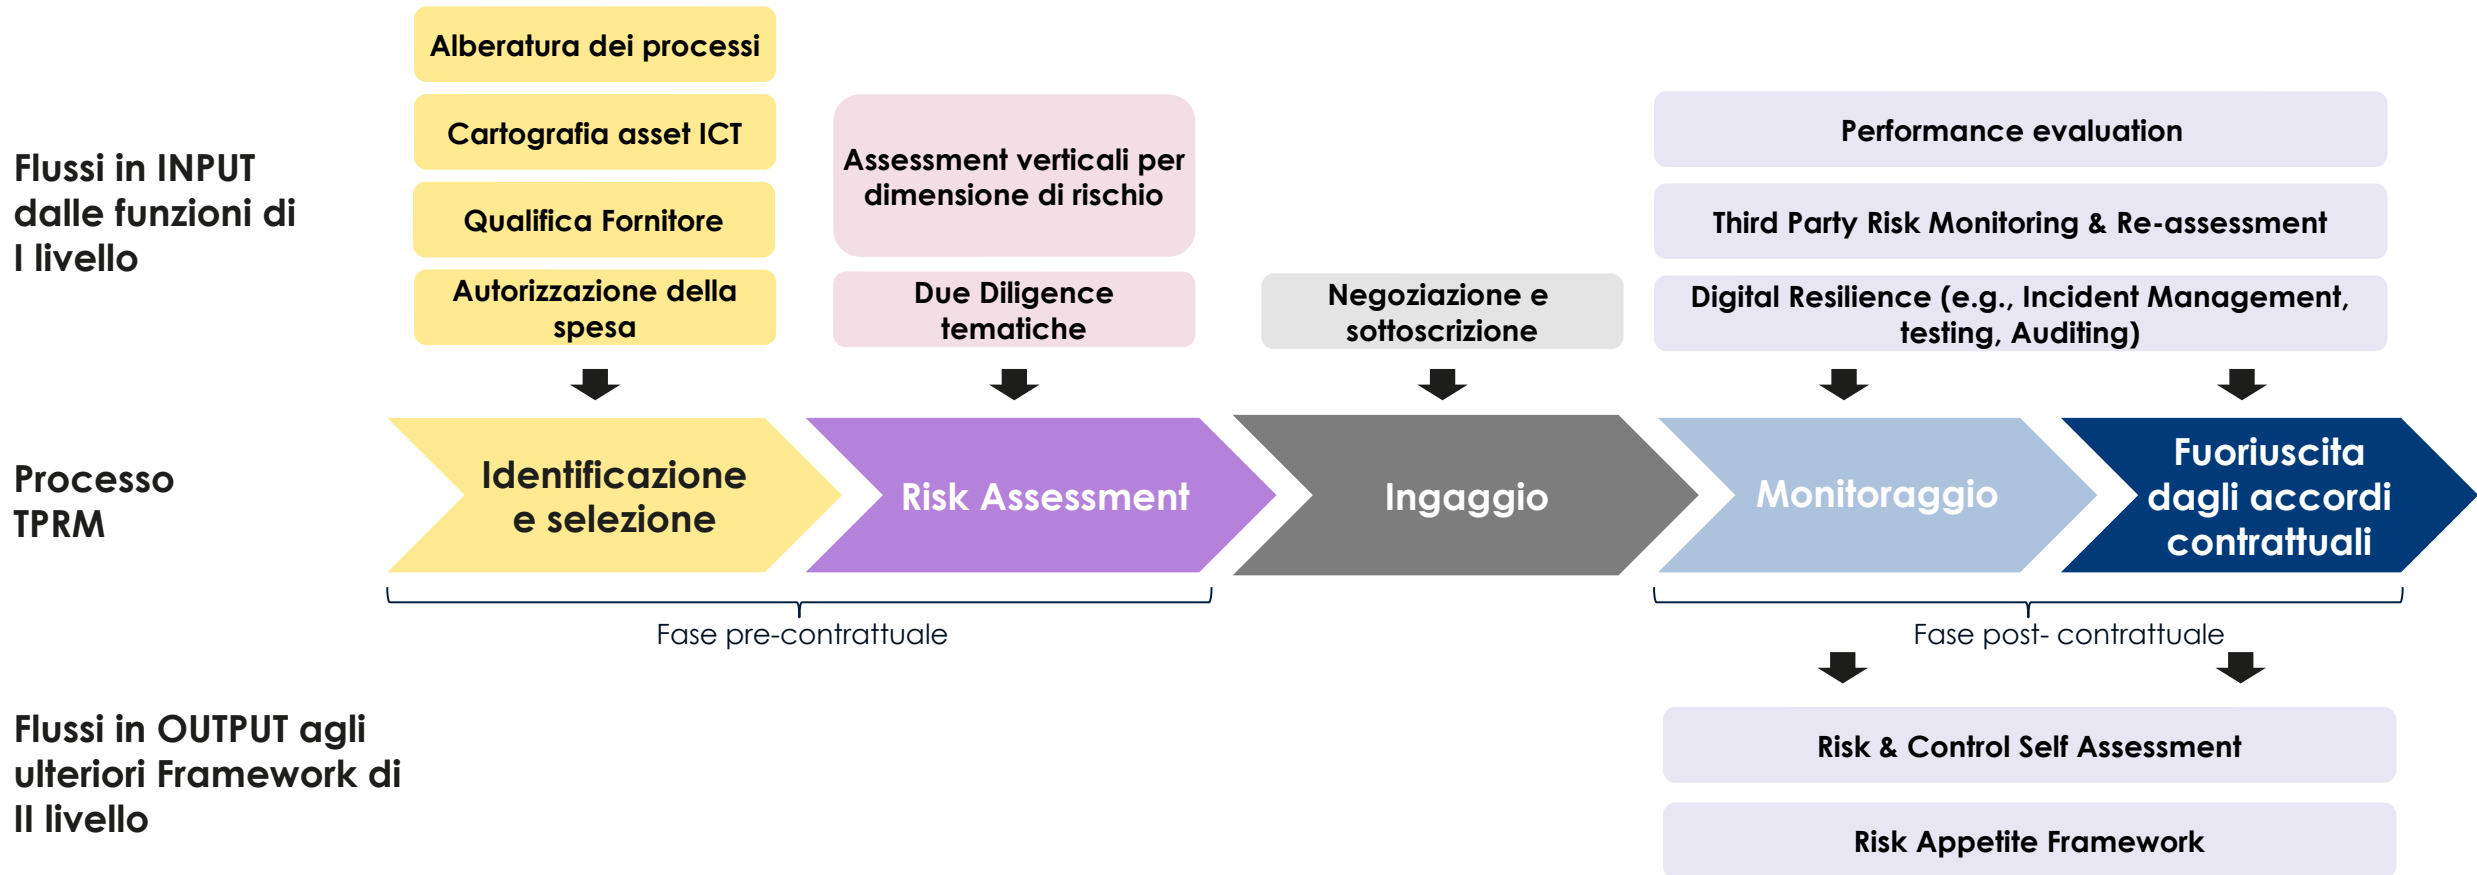 Flussi in INPUT
dalle funzioni di
I livello
Alberatura dei processi
Cartografia asset ICT
Qualifica Fornitore
Autorizzazione della
spesa
Assessment verticali per
dimensione di rischio
Due Diligence
tematiche
Negoziazione e
sottoscrizione
Performance evaluation
Third Party Risk Monitoring & Re-assessment
Digital Resilience (e.g., Incident Management,
testing, Auditing)
Processo
TPRM
Identificazione
e selezione
Risk Assessment
Ingaggio
Monitoraggio
Fuoriuscita
dagli accordi
contrattuali
Fase pre-contrattuale
Fase post- contrattuale
Flussi in OUTPUT agli
ulteriori Framework di
II livello
Risk & Control Self Assessment
Risk Appetite Framework